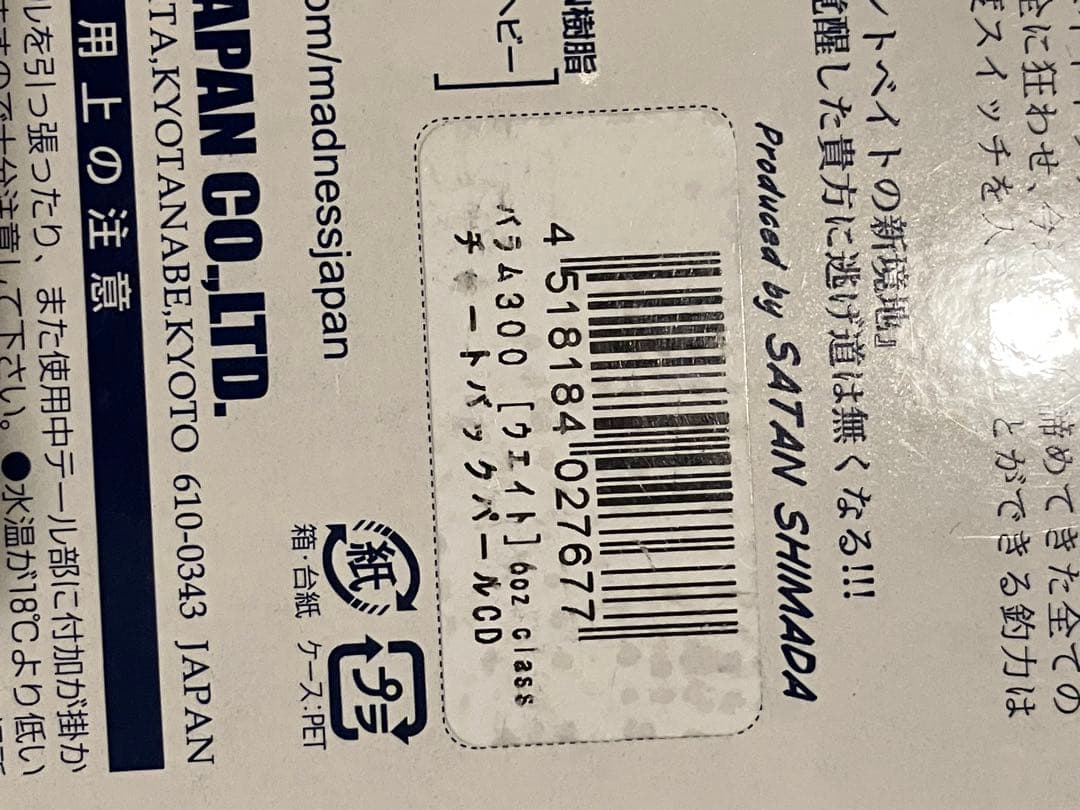 全に狂わせ、今 諦めてきた全ての
スイッチを入 とができる釣力は
ントベイトの新境地』
覚醒した貴方に逃げ道は無くなる!!!
Produced by SATAN SHIMADA
樹脂
ヘビー]
4 518184 027677
バラム300 [ウエイト]6oz.Class
チャートバックパールCD
om/madnessjapan
紙 プラ
箱・台紙 ケース:PET
APAN CO.,LTD.
TA,KYOTANABE,KYOTO 610-0343 JAPAN
用上の注意
ルを引っ張ったり、また使用中テール部に付加が掛か
ますので十分注意して下さい。●水温が18℃より低い